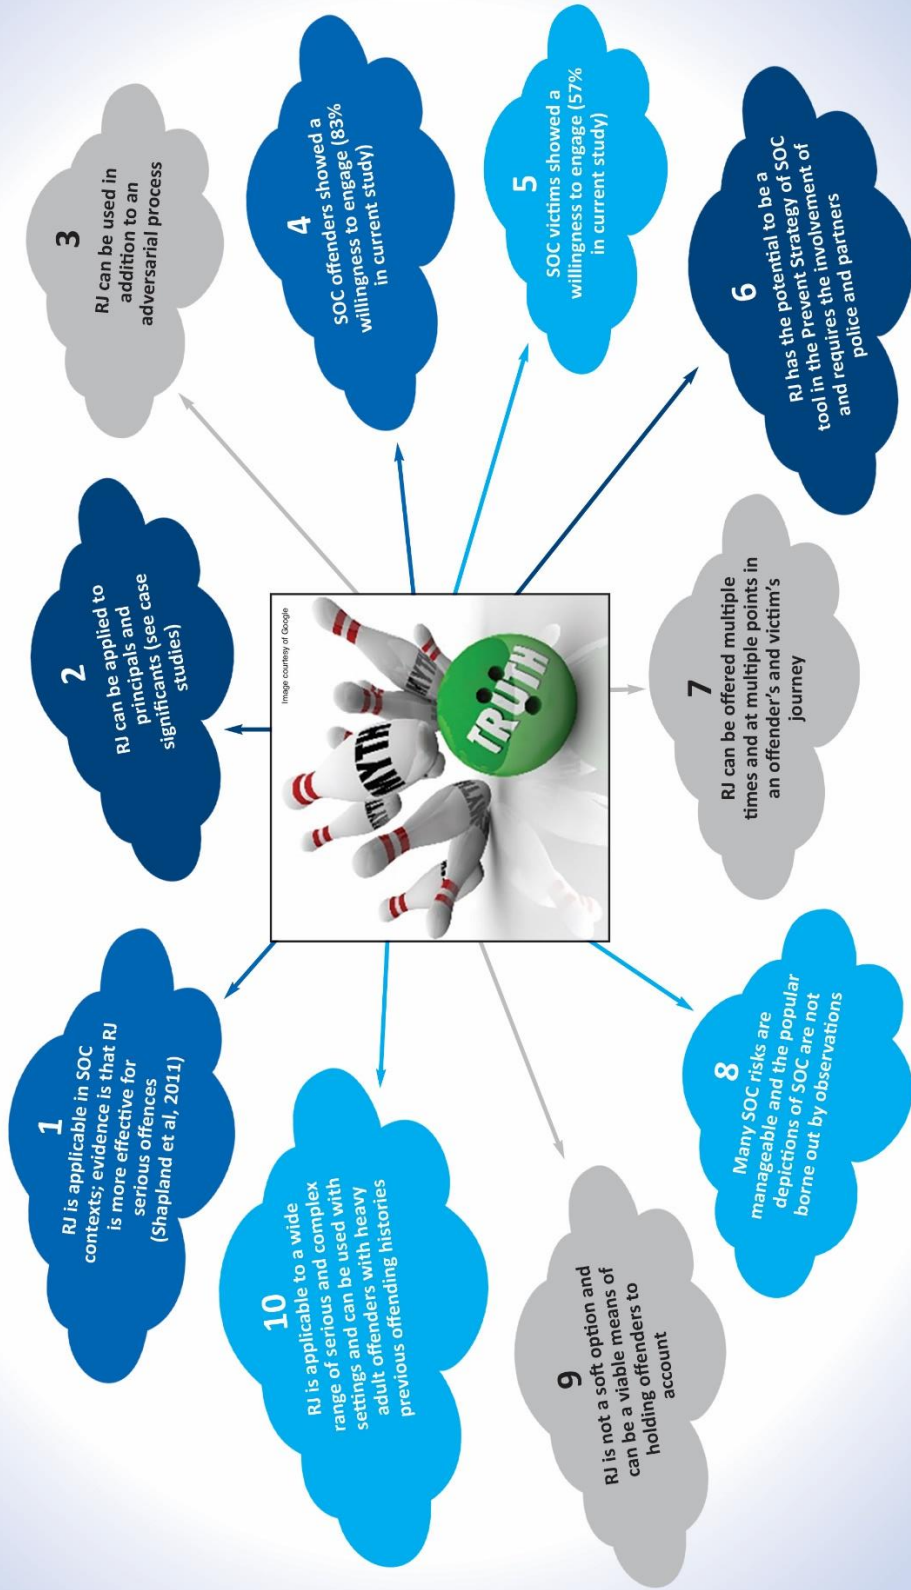 1
RJ is applicable in SOC
contexts; evidence is that RJ
is more effective for
serious offences
(Shapland et al, 2011)
2
RJ can be applied to
principals and
significants (see case
studies)
3
RJ can be used in
addition to an
adversarial process
4
SOC offenders showed a
willingness to engage (83%
in current study)
5
SOC victims showed a
willingness to engage (57%
in current study)
6
RJ has the potential to be a
tool in the Prevent Strategy of SOC
and requires the involvement of
police and partners
7
RJ can be offered multiple
times and at multiple points in
an offender's and victim's
journey
8
Many SOC risks are
manageable and the popular
depictions of SOC are not
borne out by observations
9
RJ is not a soft option and
can be a viable means of
holding offenders to
account
10
RJ is applicable to a wide
range of serious and complex
settings and can be used with
adult offenders with heavy
previous offending histories
Image courtesy of Google
MYTH
MYTH
MYTH
MYTH
TRUTH